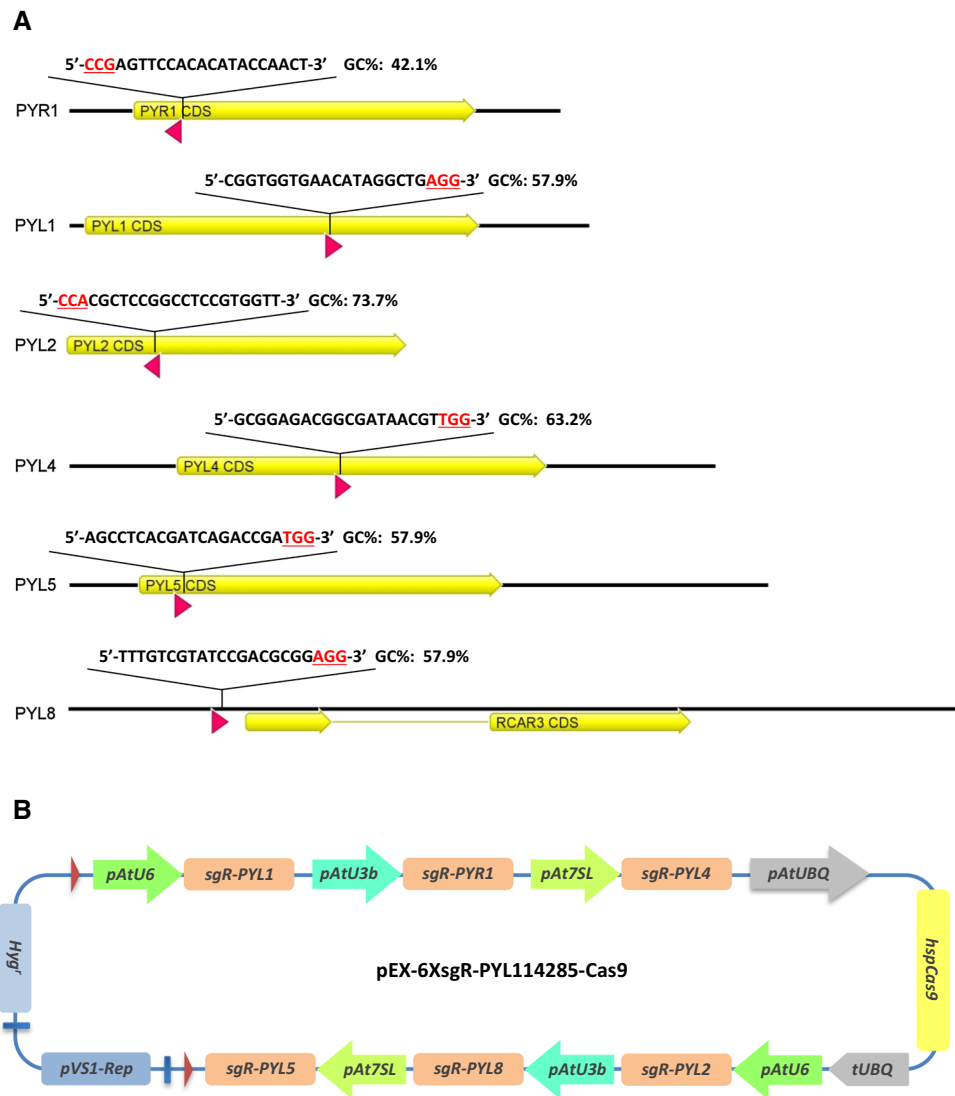 A
5’-CCGAGTTCCACACATACCAACT-3’ GC%: 42.1%
PYR1
PYR1 CDS
5’-CGGTGGTGAACATAGGCTGAGG-3’ GC%: 57.9%
PYL1
PYL1 CDS
5’-CCACGCTCCGGCCTCCGTGGTT-3’ GC%: 73.7%
PYL2
PYL2 CDS
5’-GCGGAGACGGCGATAACGTTGG-3’ GC%: 63.2%
PYL4
PYL4 CDS
5’-AGCCTCACGATCAGACCGATGG-3’ GC%: 57.9%
PYL5
PYL5 CDS
5’-TTTGTCGTATCCGACGCGGAGG-3’ GC%: 57.9%
PYL8
RCAR3 CDS
B
pAtU6 sgR-PYL1 pAtU3b sgR-PYR1 pAt7SL sgR-PYL4 pAtUBQ
Hygr
hspCas9
pEX-6XsgR-PYL114285-Cas9
pVS1-Rep sgR-PYL5 pAt7SL sgR-PYL8 pAtU3b sgR-PYL2 pAtU6 tUBQ